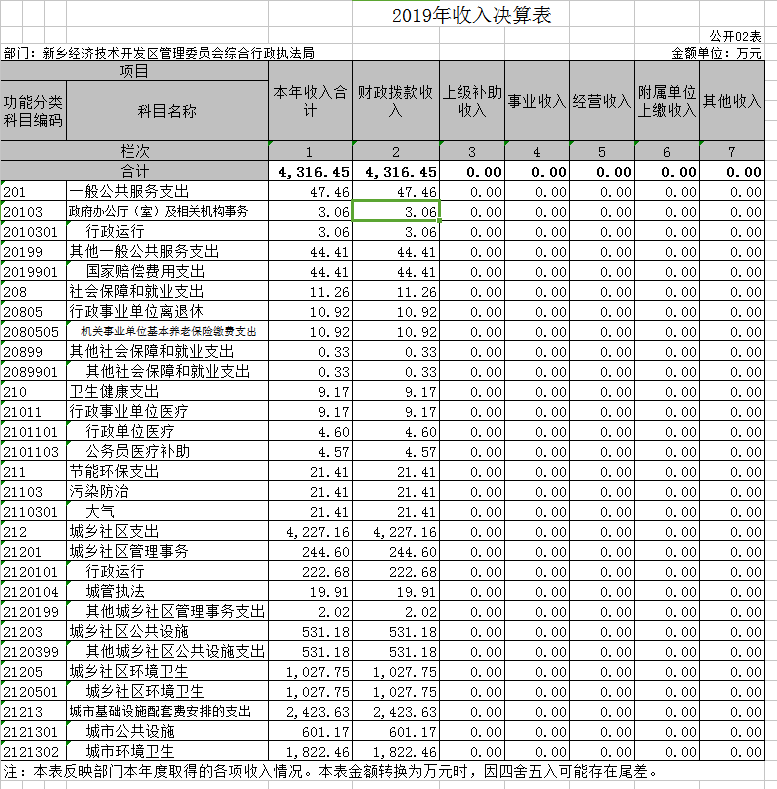 2019年收入决算表
公开02表
部门：新乡经济技术开发区管理委员会综合行政执法局 金额单位：万元
项目 本年收入合计 财政拨款收入 上级补助收入 事业收入 经营收入 附属单位上缴收入 其他收入
功能分类科目编码 科目名称
栏次 1 2 3 4 5 6 7
合计 4,316.45 4,316.45 0.00 0.00 0.00 0.00 0.00
201 一般公共服务支出 47.46 47.46 0.00 0.00 0.00 0.00 0.00
20103 政府办公厅（室）及相关机构事务 3.06 3.06 0.00 0.00 0.00 0.00 0.00
2010301 行政运行 3.06 3.06 0.00 0.00 0.00 0.00 0.00
20199 其他一般公共服务支出 44.41 44.41 0.00 0.00 0.00 0.00 0.00
2019901 国家赔偿费用支出 44.41 44.41 0.00 0.00 0.00 0.00 0.00
208 社会保障和就业支出 11.26 11.26 0.00 0.00 0.00 0.00 0.00
20805 行政事业单位离退休 10.92 10.92 0.00 0.00 0.00 0.00 0.00
2080505 机关事业单位基本养老保险缴费支出 10.92 10.92 0.00 0.00 0.00 0.00 0.00
20899 其他社会保障和就业支出 0.33 0.33 0.00 0.00 0.00 0.00 0.00
2089901 其他社会保障和就业支出 0.33 0.33 0.00 0.00 0.00 0.00 0.00
210 卫生健康支出 9.17 9.17 0.00 0.00 0.00 0.00 0.00
21011 行政事业单位医疗 9.17 9.17 0.00 0.00 0.00 0.00 0.00
2101101 行政单位医疗 4.60 4.60 0.00 0.00 0.00 0.00 0.00
2101103 公务员医疗补助 4.57 4.57 0.00 0.00 0.00 0.00 0.00
211 节能环保支出 21.41 21.41 0.00 0.00 0.00 0.00 0.00
21103 污染防治 21.41 21.41 0.00 0.00 0.00 0.00 0.00
2110301 大气 21.41 21.41 0.00 0.00 0.00 0.00 0.00
212 城乡社区支出 4,227.16 4,227.16 0.00 0.00 0.00 0.00 0.00
21201 城乡社区管理事务 244.60 244.60 0.00 0.00 0.00 0.00 0.00
2120101 行政运行 222.68 222.68 0.00 0.00 0.00 0.00 0.00
2120104 城管执法 19.91 19.91 0.00 0.00 0.00 0.00 0.00
2120199 其他城乡社区管理事务支出 2.02 2.02 0.00 0.00 0.00 0.00 0.00
21203 城乡社区公共设施 531.18 531.18 0.00 0.00 0.00 0.00 0.00
2120399 其他城乡社区公共设施支出 531.18 531.18 0.00 0.00 0.00 0.00 0.00
21205 城乡社区环境卫生 1,027.75 1,027.75 0.00 0.00 0.00 0.00 0.00
2120501 城乡社区环境卫生 1,027.75 1,027.75 0.00 0.00 0.00 0.00 0.00
21213 城市基础设施配套费安排的支出 2,423.63 2,423.63 0.00 0.00 0.00 0.00 0.00
2121301 城市公共设施 601.17 601.17 0.00 0.00 0.00 0.00 0.00
2121302 城市环境卫生 1,822.46 1,822.46 0.00 0.00 0.00 0.00 0.00
注：本表反映部门本年度取得的各项收入情况。本表金额转换为万元时，因四舍五入可能存在尾差。